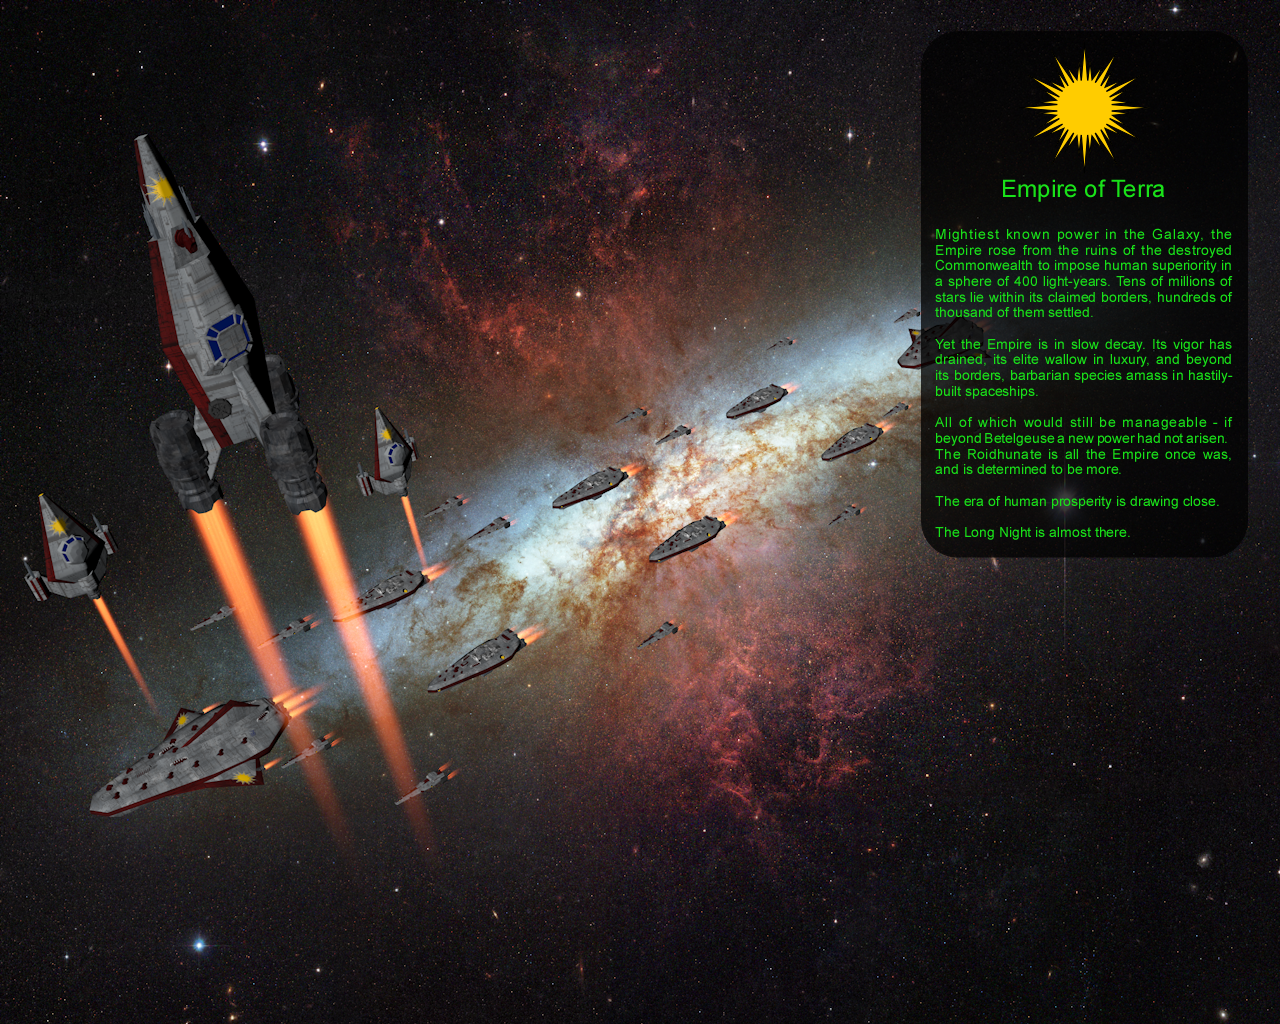 Empire of Terra
Mightiest known power in the Galaxy, the
Empire rose from the ruins of the destroyed
Commonwealth to impose human superiority in
a sphere of 400 light-years. Tens of millions of
stars lie within its claimed borders, hundreds of
thousand of them settled.
Yet the Empire is in slow decay. Its vigor has
drained, its elite wallow in luxury, and beyond
its borders, barbarian species amass in hastily-
built spaceships.
All of which would still be manageable - if
beyond Betelgeuse a new power had not arisen.
The Roidhunate is all the Empire once was,
and is determined to be more.
The era of human prosperity is drawing close.
The Long Night is almost there.